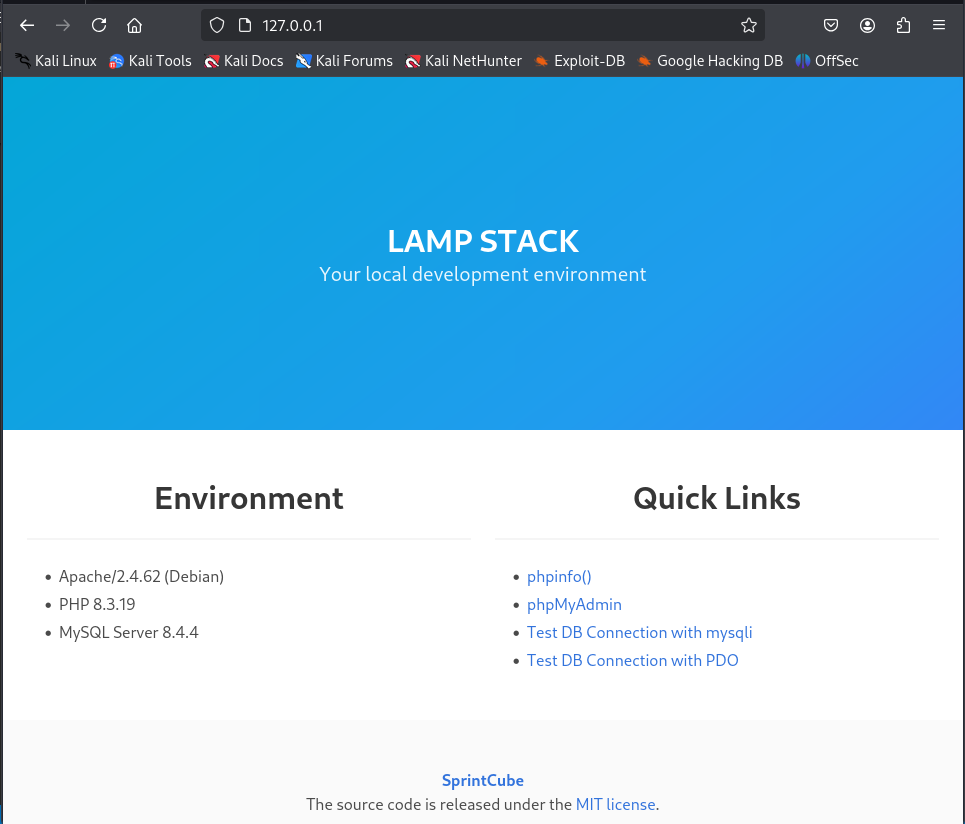 127.0.0.1
Kali Linux Kali Tools Kali Docs Kali Forums Kali NetHunter Exploit-DB Google Hacking DB OffSec
LAMP STACK
Your local development environment
Environment
Apache/2.4.62 (Debian)
PHP 8.3.19
MySQL Server 8.4.4
Quick Links
phpinfo()
phpMyAdmin
Test DB Connection with mysqli
Test DB Connection with PDO
SprintCube
The source code is released under the MIT license.